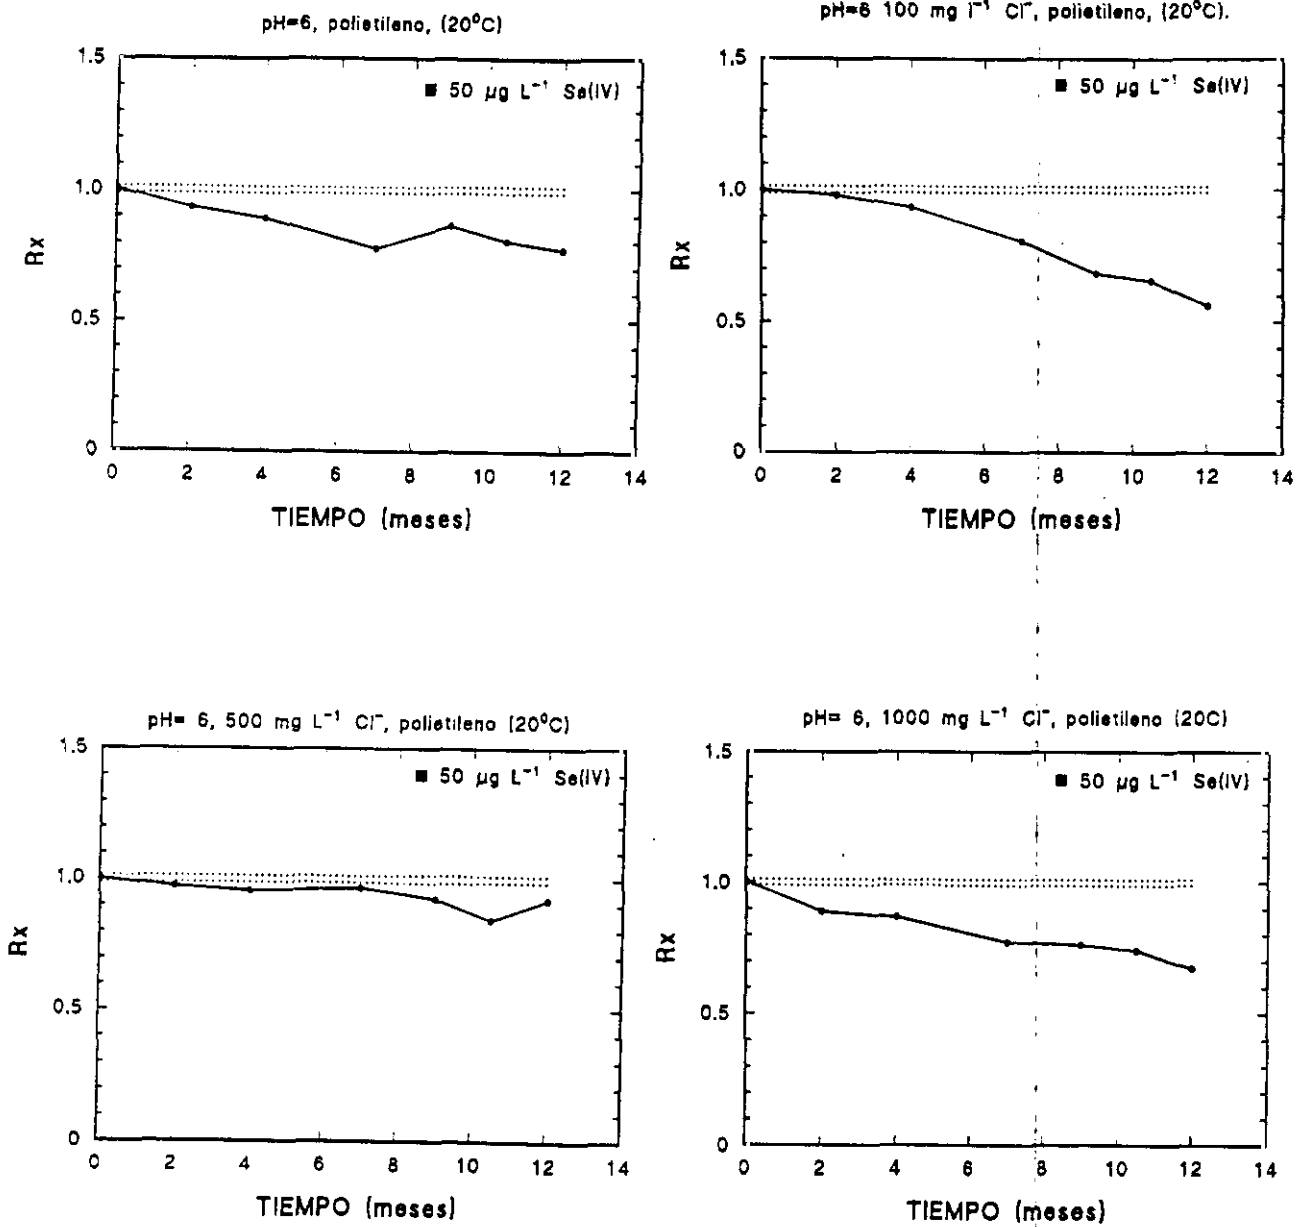 pH=6, polietileno, (20°C)
1.5
■ 50 µg L⁻¹ Se(IV)
1.0
Rx
0.5
0
0 2 4 6 8 10 12 14
TIEMPO (meses)
pH=6 100 mg l⁻¹ Cl⁻, polietileno, (20°C).
1.5
■ 50 µg L⁻¹ Se(IV)
1.0
Rx
0.5
0
0 2 4 6 8 10 12 14
TIEMPO (meses)
pH= 6, 500 mg L⁻¹ Cl⁻, polietileno (20°C)
1.5
■ 50 µg L⁻¹ Se(IV)
1.0
Rx
0.5
0
0 2 4 6 8 10 12 14
TIEMPO (meses)
pH= 6, 1000 mg L⁻¹ Cl⁻, polietileno (20C)
1.5
■ 50 µg L⁻¹ Se(IV)
1.0
Rx
0.5
0
0 2 4 6 8 10 12 14
TIEMPO (meses)